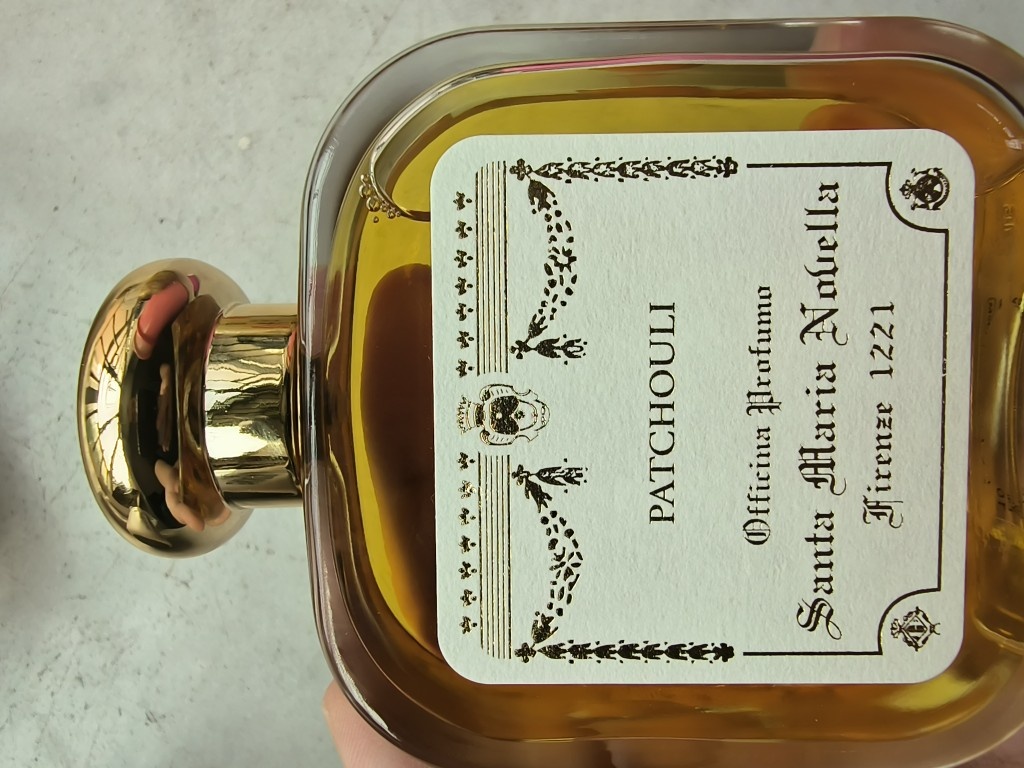 PATCHOULI
Officina Profumo
Santa Maria Novella
Firenze 1221